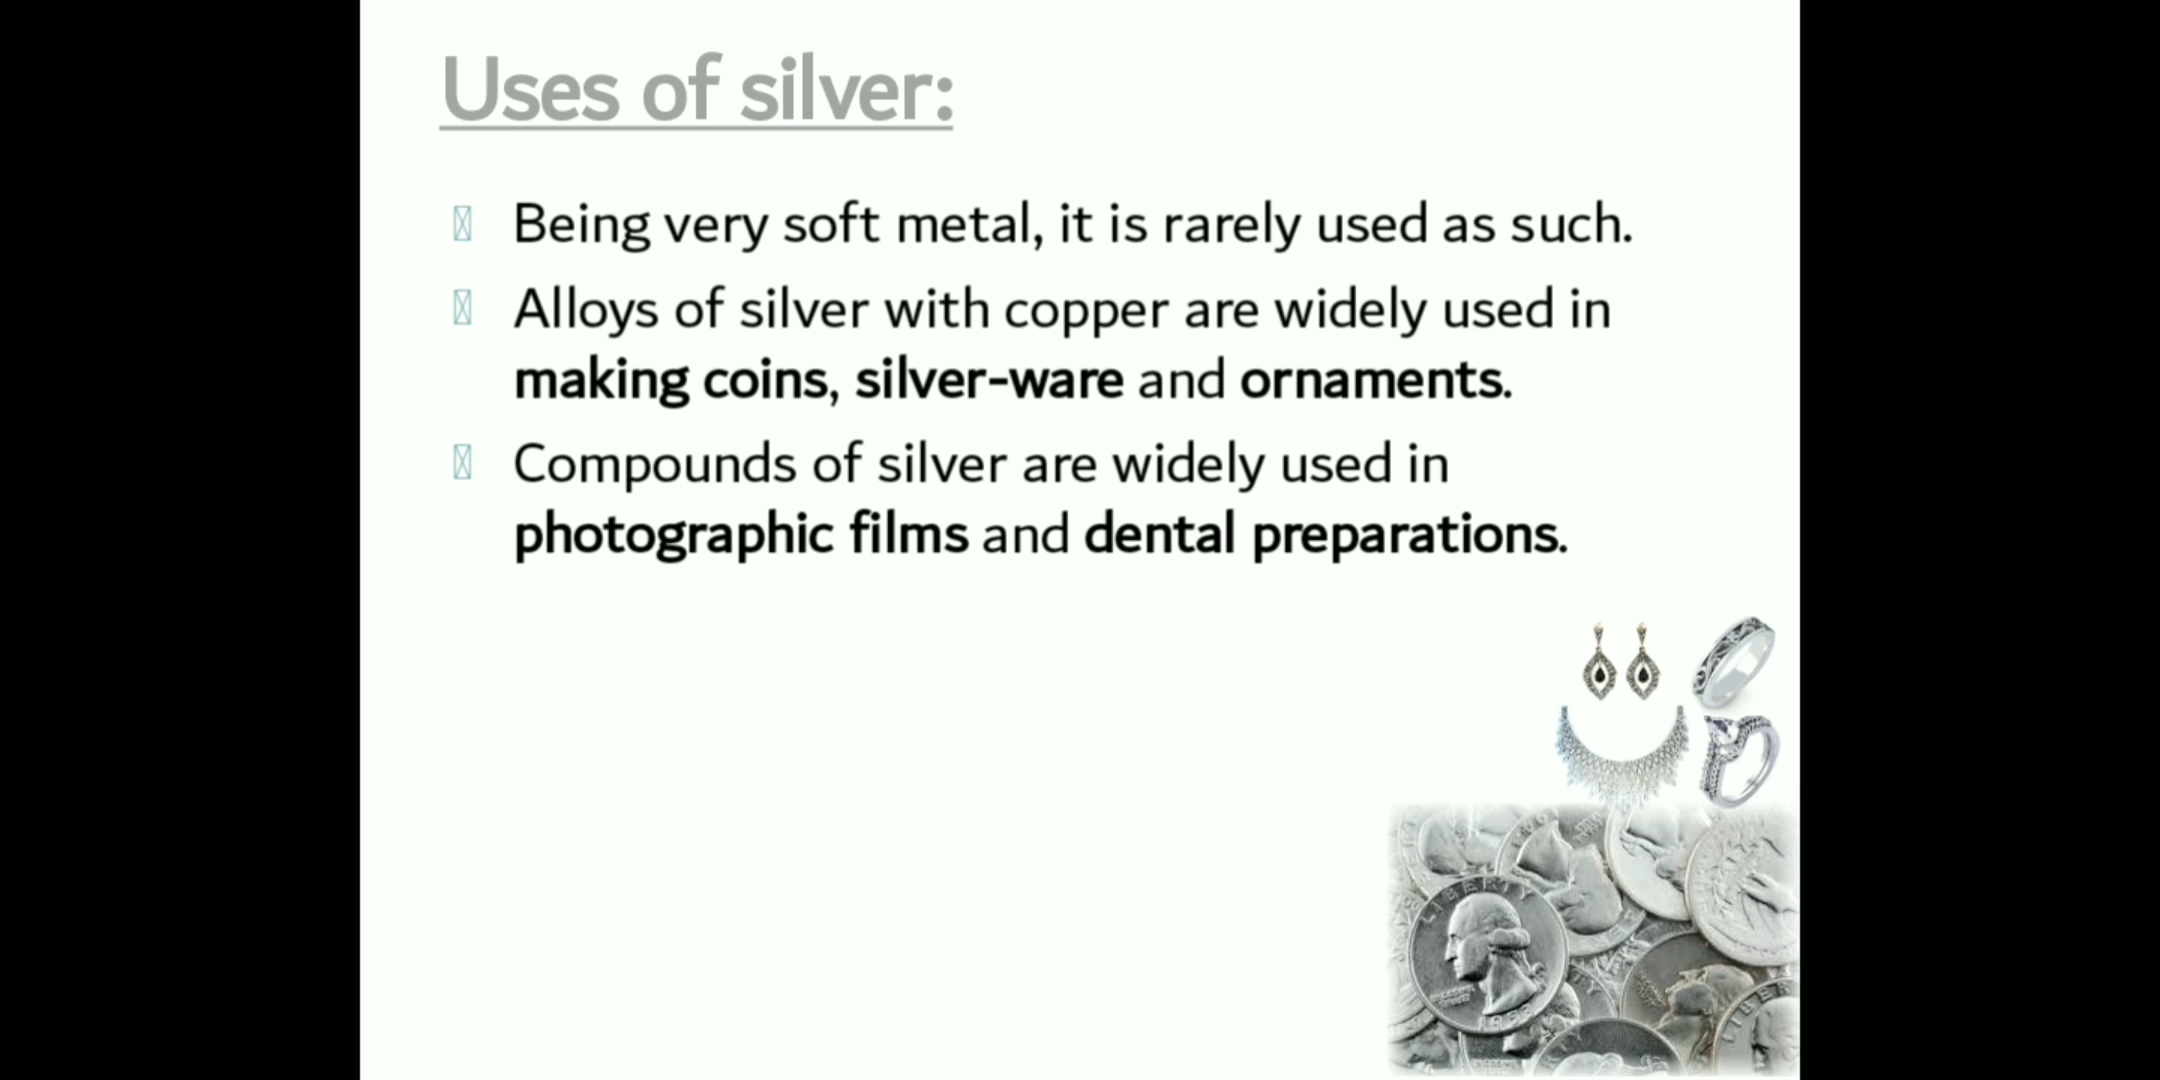 Uses of silver:
Being very soft metal, it is rarely used as such.
Alloys of silver with copper are widely used in
making coins, silver-ware and ornaments.
Compounds of silver are widely used in
photographic films and dental preparations.
LIBERTY